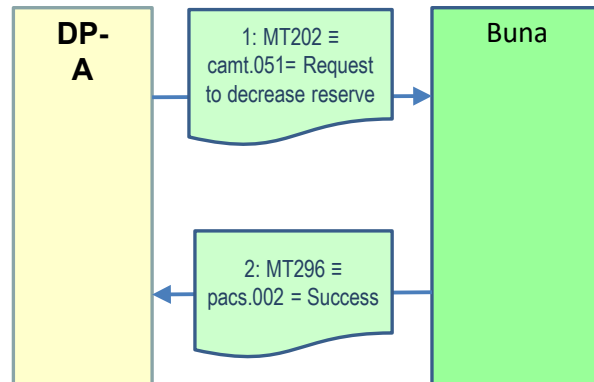 DP-
A
1: MT202 ≡
camt.051= Request
to decrease reserve
Buna
2: MT296 ≡
pacs.002 = Success